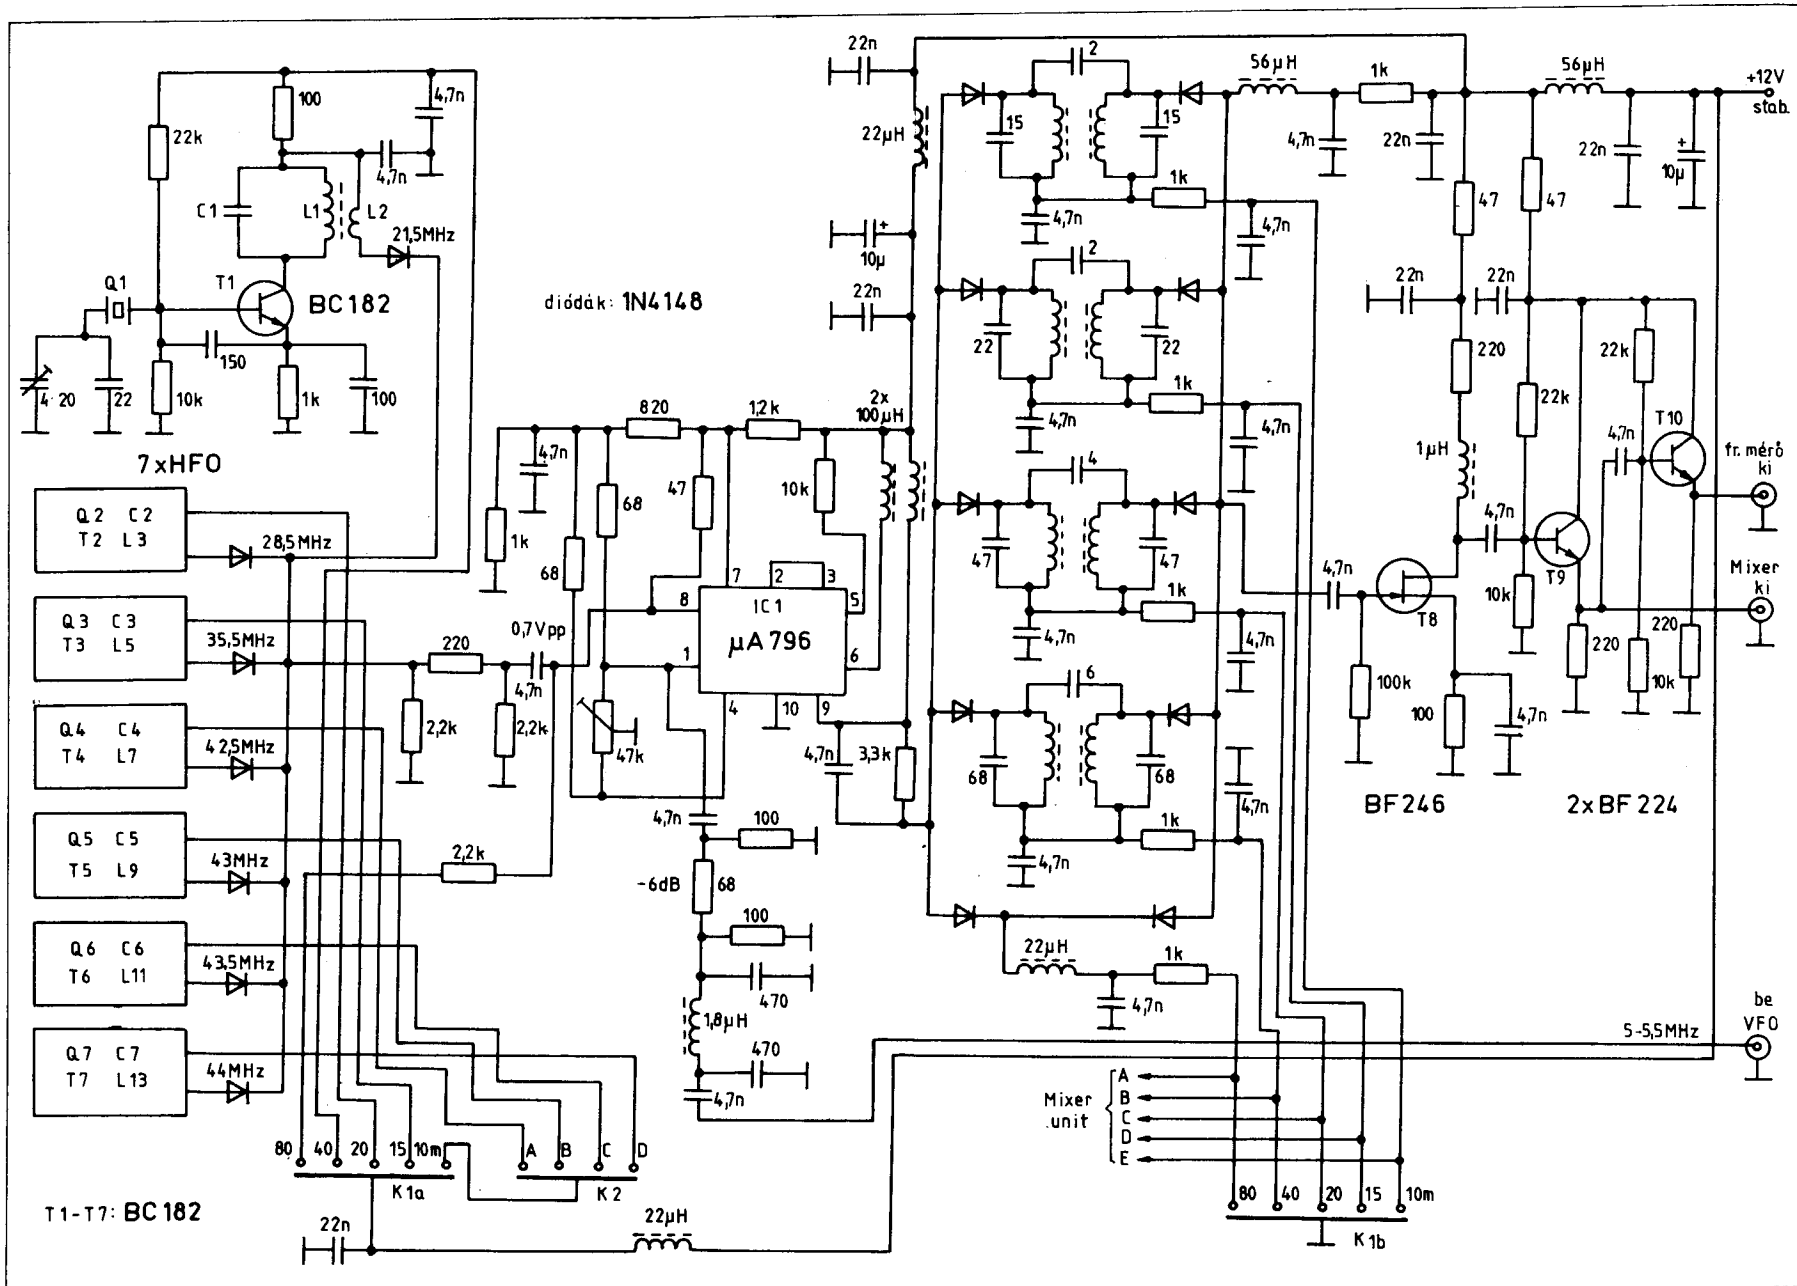 100
4,7n
22k
4,7n
C1
L1
L2
21,5MHz
Q1
T1
BC182
4-20
22
10k
150
1k
100
7xHFO
diódák: 1N4148
Q2 C2
T2 L3
28,5MHz
Q3 C3
T3 L5
35,5MHz
Q4 C4
T4 L7
42,5MHz
Q5 C5
T5 L9
43MHz
Q6 C6
T6 L11
43,5MHz
Q7 C7
T7 L13
44MHz
220
0,7Vpp
4,7n
2,2k
2,2k
2,2k
1k
4,7n
68
68
820
47
1,2k
10k
2x
100µH
7
2
3
8
IC1
5
µA796
1
6
4
10
9
47k
4,7n
3,3k
4,7n
100
-6dB
68
100
470
1,8µH
470
4,7n
22n
22µH
10µ
+
22n
2
15
15
1k
4,7n
4,7n
2
22
22
1k
4,7n
4,7n
4
47
47
1k
4,7n
4,7n
6
68
68
1k
4,7n
4,7n
22µH
1k
4,7n
56µH
1k
4,7n
22n
56µH
+12V
stab.
22n
+
10µ
47
47
22n
22n
220
22k
22k
1µH
4,7n
T10
fr. mérő
ki
4,7n
T9
Mixer
ki
4,7n
T8
10k
220
220
10k
100k
100
4,7n
BF246
2xBF224
be
VFO
5-5,5MHz
Mixer
unit
A
B
C
D
E
80
40
20
15
10m
K1a
A
B
C
D
K2
80
40
20
15
10m
K1b
T1-T7: BC182
22n
22µH